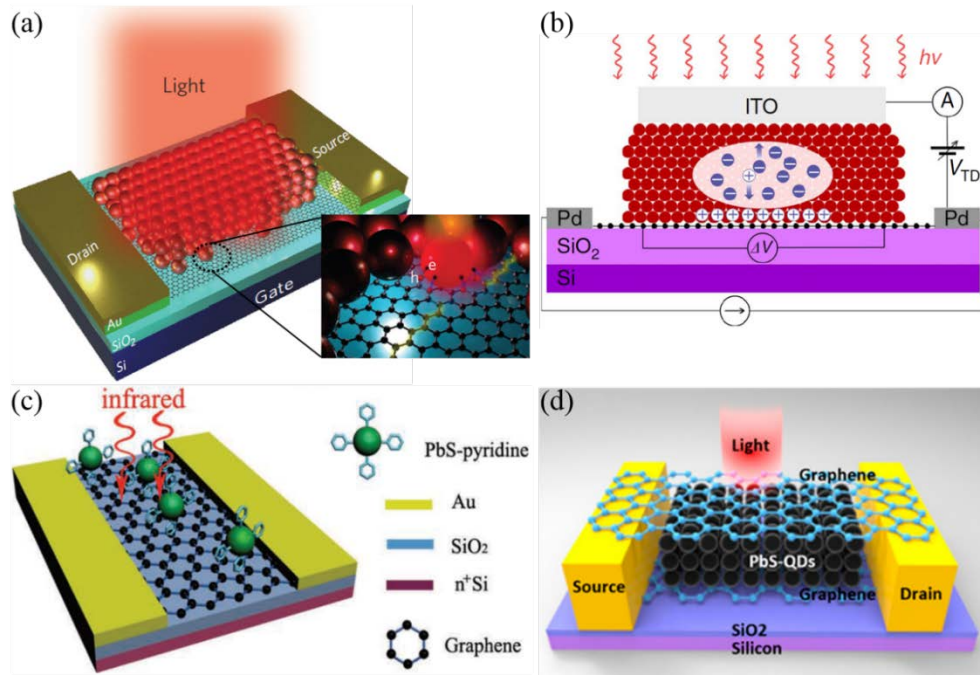 (a)
Light
Source
Drain
Gate
Au
SiO₂
Si
h
e
(b)
hν
ITO
A
V_TD
Pd
Pd
ΔV
SiO₂
Si
(c)
infrared
PbS-pyridine
Au
SiO₂
n⁺Si
Graphene
(d)
Light
Graphene
PbS-QDs
Source
Graphene
Drain
SiO2
Silicon